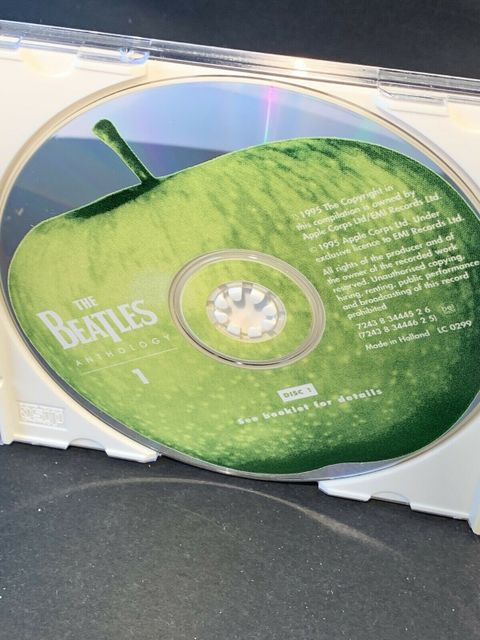 ℗ 1995 The Copyright in
this compilation is owned by
Apple Corps Ltd/EMI Records Ltd.
© 1995 Apple Corps Ltd. Under
exclusive licence to EMI Records Ltd
All rights of the producer and of
the owner of the recorded work
reserved. Unauthorised copying,
hiring, renting, public performance
and broadcasting of this record
prohibited.
7243 8 34445 2 6
(7243 8 34446 2 5)
Made in Holland LC 0299
THE
BEATLES
ANTHOLOGY
1
DISC 1
See booklet for details